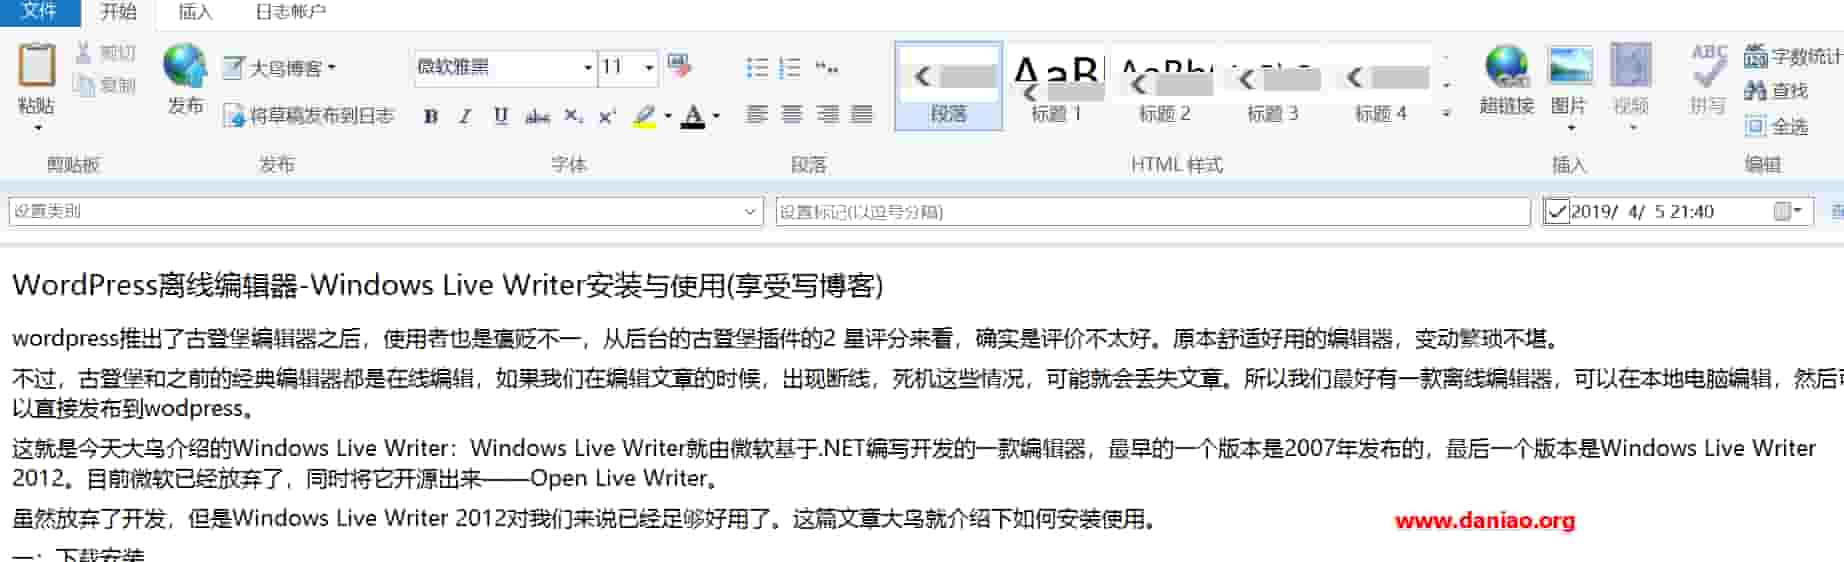 文件 开始 插入 日志帐户
剪切 大鸟博客 微软雅黑 11 AaBl AaBb 字数统计
复制 查找
粘贴 发布 将草稿发布到日志 B I U abc X₂ X² A 段落 标题 1 标题 2 标题 3 标题 4 超链接 图片 视频 拼写 全选
剪贴板 发布 字体 段落 HTML 样式 插入 编辑
设置类别 设置标记(以逗号分隔) 2019/ 4/ 5 21:40
WordPress离线编辑器-Windows Live Writer安装与使用(享受写博客)
wordpress推出了古登堡编辑器之后，使用者也是褒贬不一，从后台的古登堡插件的2 星评分来看，确实是评价不太好。原本舒适好用的编辑器，变动繁琐不堪。
不过，古登堡和之前的经典编辑器都是在线编辑，如果我们在编辑文章的时候，出现断线，死机这些情况，可能就会丢失文章。所以我们最好有一款离线编辑器，可以在本地电脑编辑，然后可
以直接发布到wodpress。
这就是今天大鸟介绍的Windows Live Writer：Windows Live Writer就由微软基于.NET编写开发的一款编辑器，最早的一个版本是2007年发布的，最后一个版本是Windows Live Writer
2012。目前微软已经放弃了，同时将它开源出来——Open Live Writer。
虽然放弃了开发，但是Windows Live Writer 2012对我们来说已经足够好用了。这篇文章大鸟就介绍下如何安装使用。
www.daniao.org
一：下载安装